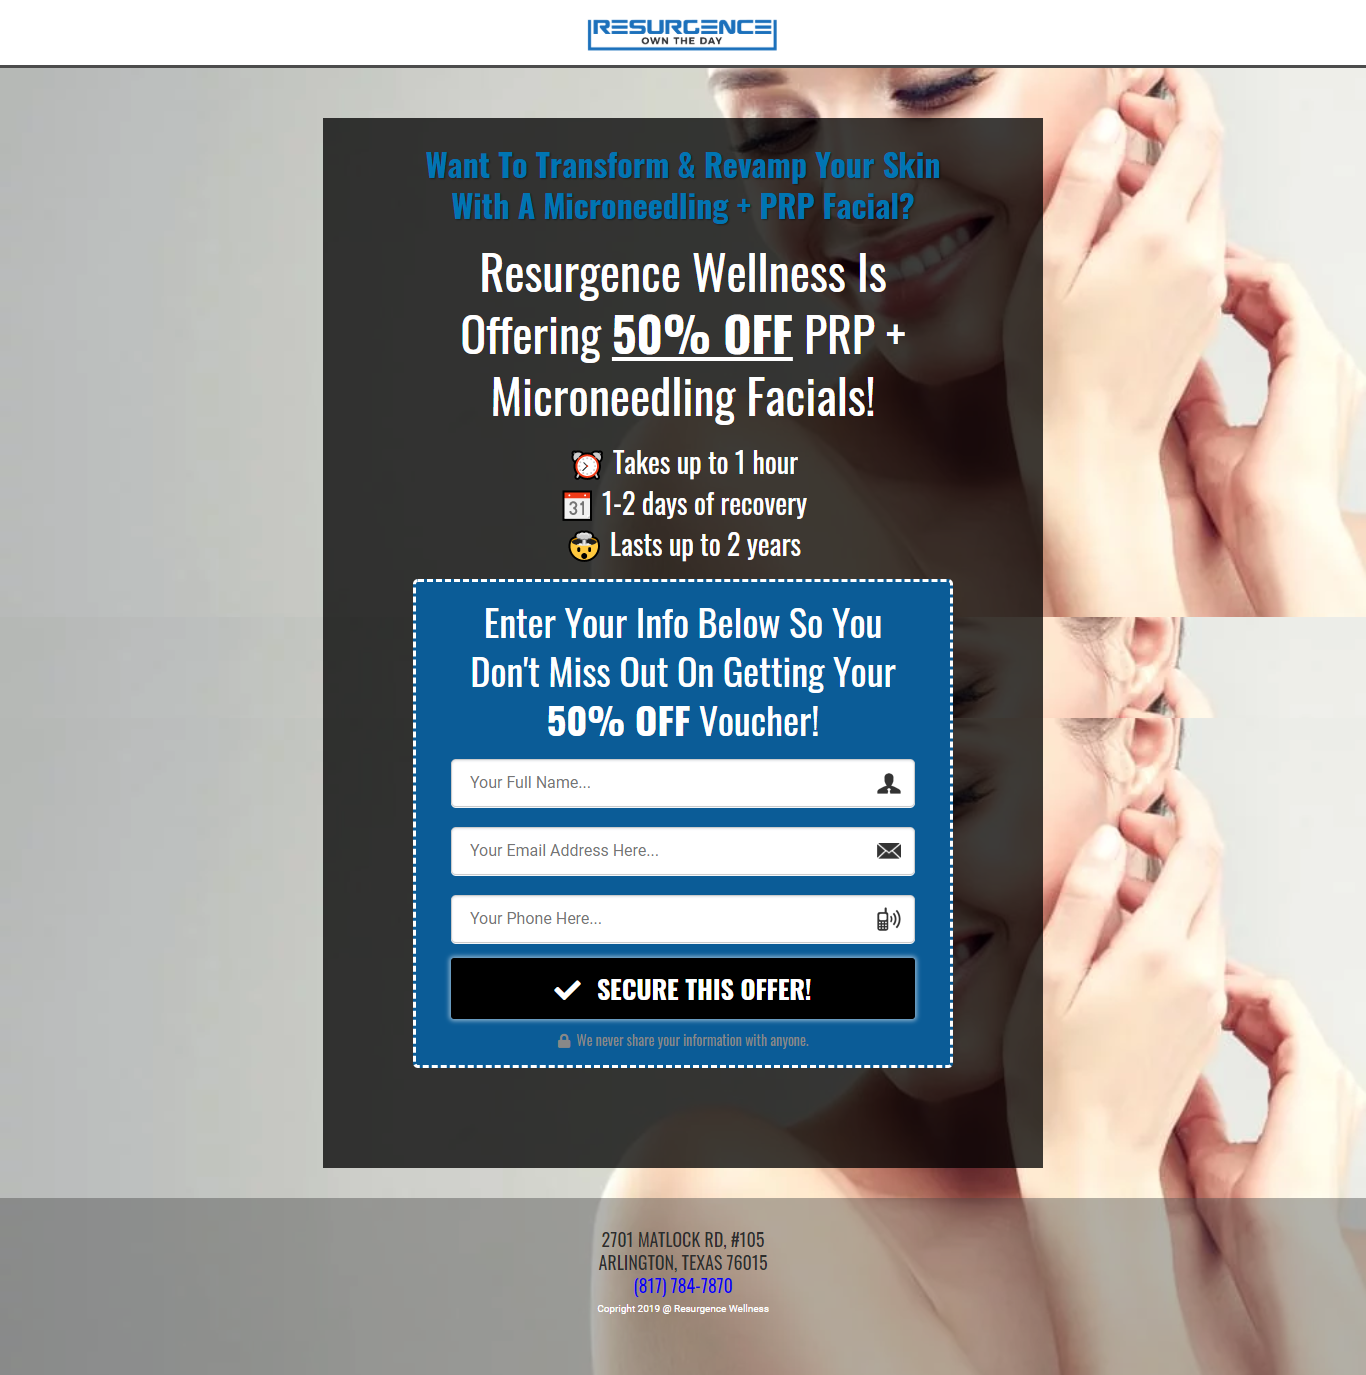 RESURGENCE
OWN THE DAY
Want To Transform & Revamp Your Skin
With A Microneedling + PRP Facial?
Resurgence Wellness Is
Offering 50% OFF PRP +
Microneedling Facials!
Takes up to 1 hour
31 1-2 days of recovery
Lasts up to 2 years
Enter Your Info Below So You
Don't Miss Out On Getting Your
50% OFF Voucher!
Your Full Name...
Your Email Address Here...
Your Phone Here...
SECURE THIS OFFER!
We never share your information with anyone.
2701 MATLOCK RD, #105
ARLINGTON, TEXAS 76015
(817) 784-7870
Copright 2019 @ Resurgence Wellness